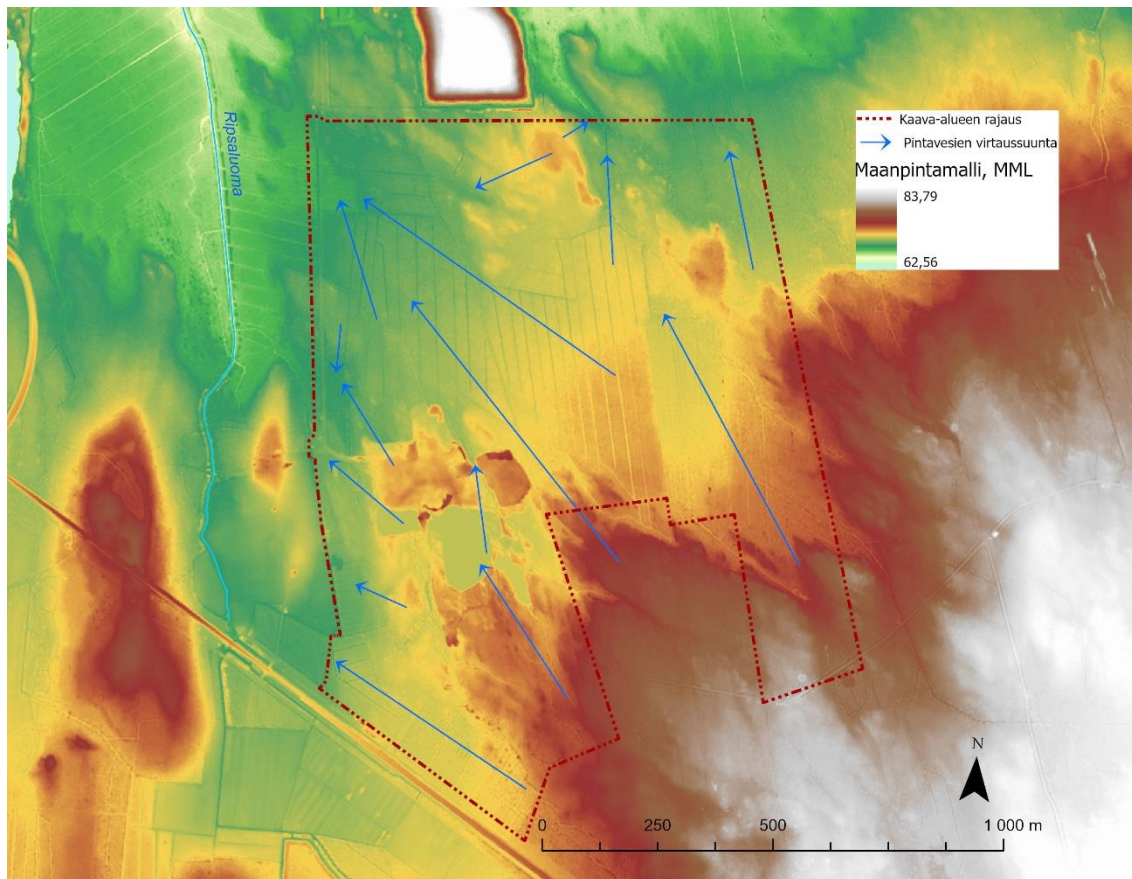 Ripsaluoma
Kaava-alueen rajaus
Pintavesien virtaussuunta
Maanpintamalli, MML
83,79
62,56
N
0 250 500 1 000 m